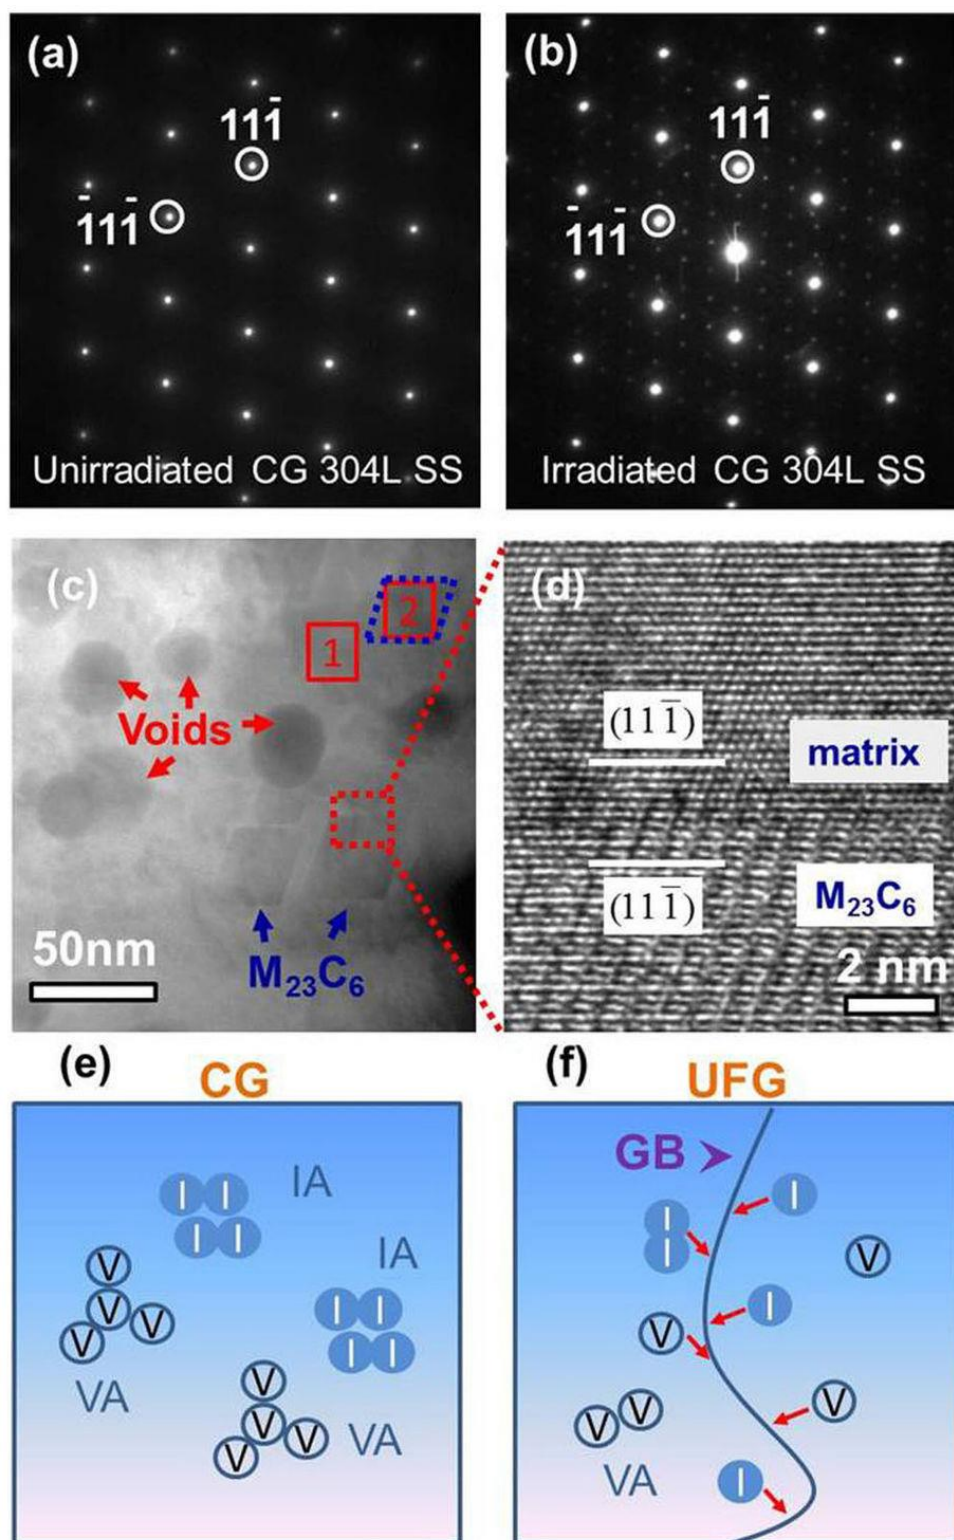 (a)
111̄
1̄11̄
Unirradiated CG 304L SS
(b)
111̄
1̄11̄
Irradiated CG 304L SS
(c)
2
1
Voids
M₂₃C₆
50nm
(d)
(111̄)
matrix
(111̄)
M₂₃C₆
2 nm
(e)
CG
I I
IA
I I
IA
V
V
V V
I I
I I
VA
V
V
V V
VA
(f)
UFG
GB
I
I
I
V
I
V
V V
V
VA
I